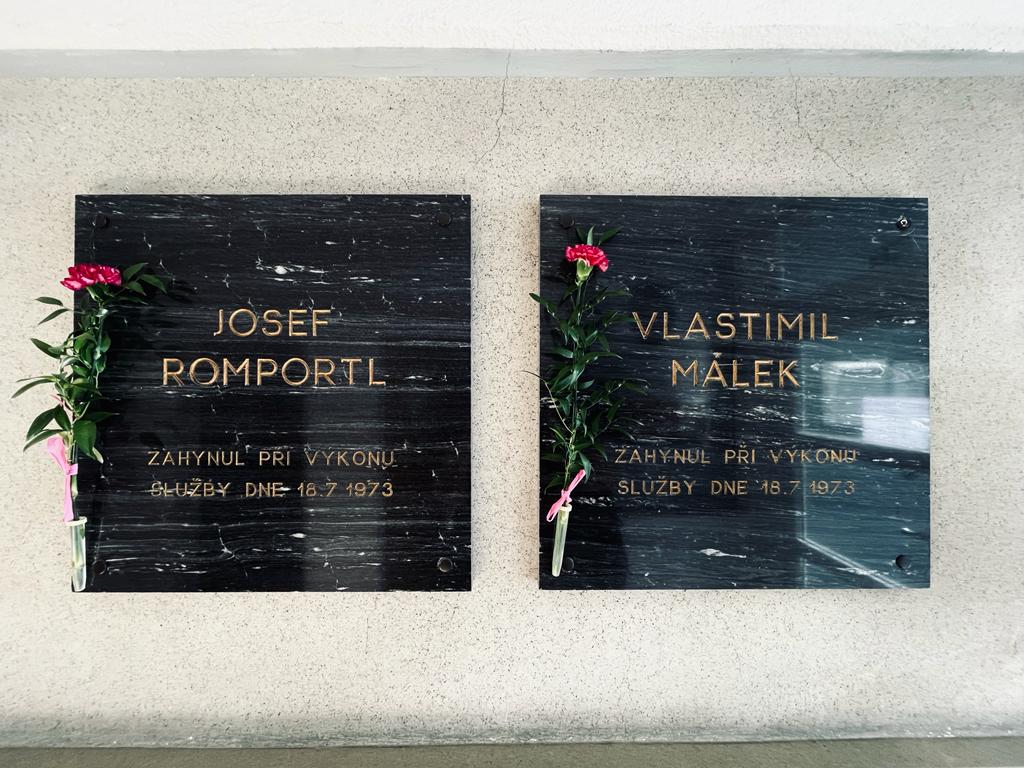 JOSEF
ROMPORTL
ZAHYNUL PŘI VÝKONU
SLUŽBY DNE 18.7.1973
VLASTIMIL
MÁLEK
ZAHYNUL PŘI VÝKONU
SLUŽBY DNE 18.7.1973